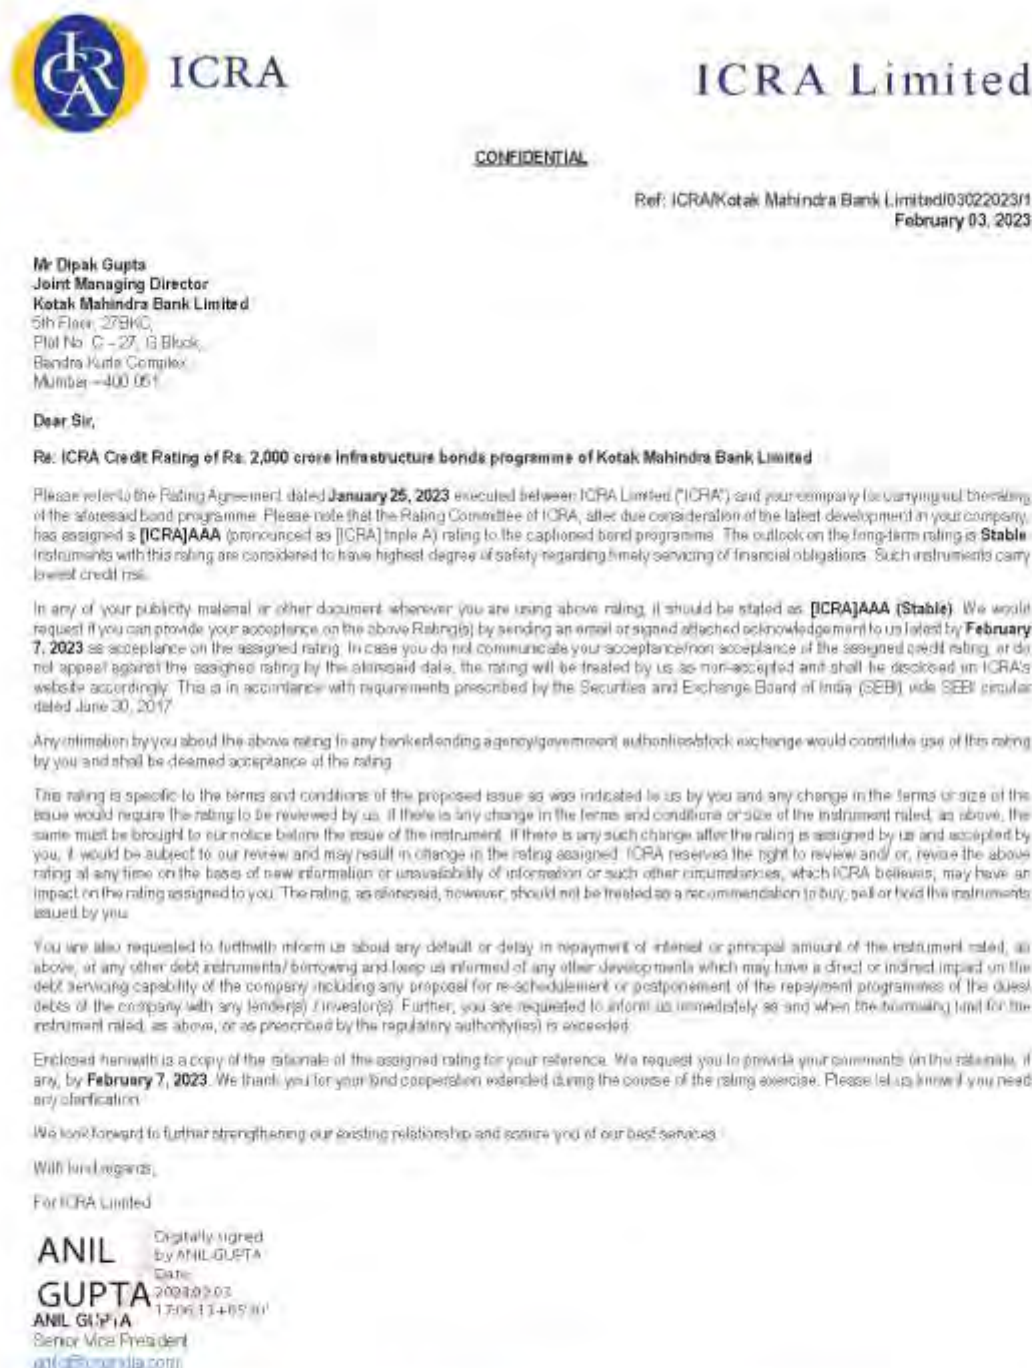 ICRA
ICRA
ICRA Limited
CONFIDENTIAL
Ref: ICRA/Kotak Mahindra Bank Limited/03022023/1
February 03, 2023
Mr Dipak Gupta
Joint Managing Director
Kotak Mahindra Bank Limited
5th Floor, 27BKC,
Plot No. C – 27, G Block,
Bandra Kurla Complex
Mumbai – 400 051
Dear Sir,
Re: ICRA Credit Rating of Rs. 2,000 crore infrastructure bonds programme of Kotak Mahindra Bank Limited
Please refer to the Rating Agreement dated January 25, 2023 executed between ICRA Limited ("ICRA") and your company for carrying out the rating
of the aforesaid bond programme. Please note that the Rating Committee of ICRA, after due consideration of the latest development in your company,
has assigned a [ICRA]AAA (pronounced as [ICRA] triple A) rating to the captioned bond programme. The outlook on the long-term rating is Stable
Instruments with this rating are considered to have highest degree of safety regarding timely servicing of financial obligations. Such instruments carry
lowest credit risk.
In any of your publicity material or other document wherever you are using above rating, it should be stated as [ICRA]AAA (Stable). We would
request if you can provide your acceptance on the above Rating(s) by sending an email or signed attached acknowledgement to us latest by February
7, 2023 as acceptance on the assigned rating. In case you do not communicate your acceptance/non acceptance of the assigned credit rating, or do
not appeal against the assigned rating by the aforesaid date, the rating will be treated by us as non-accepted and shall be disclosed on ICRA's
website accordingly. This is in accordance with requirements prescribed by the Securities and Exchange Board of India (SEBI) vide SEBI circular
dated June 30, 2017.
Any intimation by you about the above rating to any banker/lending agency/government authorities/stock exchange would constitute use of this rating
by you and shall be deemed acceptance of the rating.
This rating is specific to the terms and conditions of the proposed issue as was indicated to us by you and any change in the terms or size of the
issue would require the rating to be reviewed by us. If there is any change in the terms and conditions or size of the instrument rated, as above, the
same must be brought to our notice before the issue of the instrument. If there is any such change after the rating is assigned by us and accepted by
you, it would be subject to our review and may result in change in the rating assigned. ICRA reserves the right to review and/ or, revise the above
rating at any time on the basis of new information or unavailability of information or such other circumstances, which ICRA believes, may have an
impact on the rating assigned to you. The rating, as aforesaid, however, should not be treated as a recommendation to buy, sell or hold the instruments
issued by you.
You are also requested to forthwith inform us about any default or delay in repayment of interest or principal amount of the instrument rated, as
above, or any other debt instruments/ borrowing and keep us informed of any other developments which may have a direct or indirect impact on the
debt servicing capability of the company including any proposal for re-schedulement or postponement of the repayment programmes of the dues/
debts of the company with any lender(s) / investor(s). Further, you are requested to inform us immediately as and when the borrowing limit for the
instrument rated, as above, or as prescribed by the regulatory authority(ies) is exceeded.
Enclosed herewith is a copy of the rationale of the assigned rating for your reference. We request you to provide your comments on the rationale, if
any, by February 7, 2023. We thank you for your kind cooperation extended during the course of the rating exercise. Please let us know if you need
any clarification.
We look forward to further strengthening our existing relationship and assure you of our best services.
With kind regards,
For ICRA Limited
ANIL
GUPTA
Digitally signed
by ANIL GUPTA
Date:
2023.02.03
17:06:13 +05'30'
ANIL GUPTA
Senior Vice President